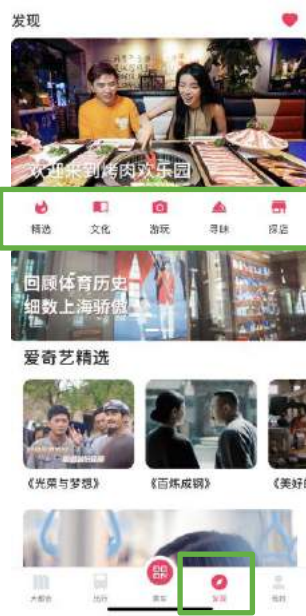 发现
欢迎来到烤肉欢乐园
精选
文化
游玩
寻味
探店
回顾体育历史
细数上海骄傲
爱奇艺精选
《光荣与梦想》
《百炼成钢》
《美好的
大都会
出行
乘车
发现
我的